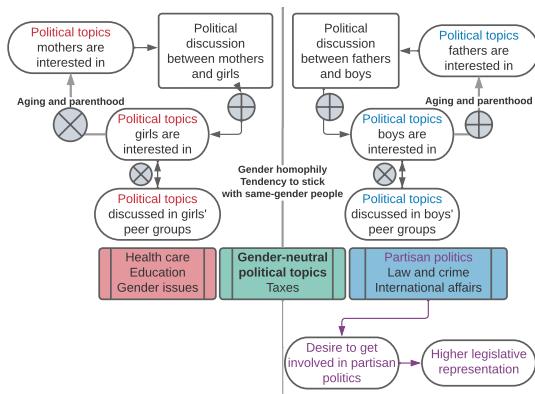 Political topics
mothers are
interested in
Political
discussion
between mothers
and girls
Aging and parenthood
Political topics
girls are
interested in
Political topics
discussed in girls'
peer groups
Political
discussion
between fathers
and boys
Political topics
fathers are
interested in
Aging and parenthood
Political topics
boys are
interested in
Political topics
discussed in boys'
peer groups
Gender homophily
Tendency to stick
with same-gender people
Health care
Education
Gender issues
Gender-neutral
political topics
Taxes
Partisan politics
Law and crime
International affairs
Desire to get
involved in partisan
politics
Higher legislative
representation